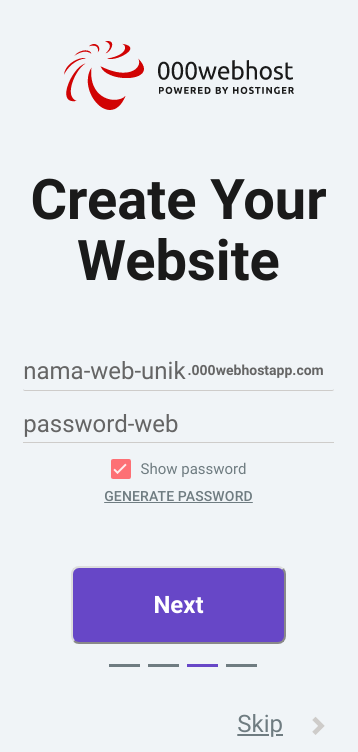 000webhost
POWERED BY HOSTINGER
Create Your
Website
nama-web-unik.000webhostapp.com
password-web
Show password
GENERATE PASSWORD
Next
Skip